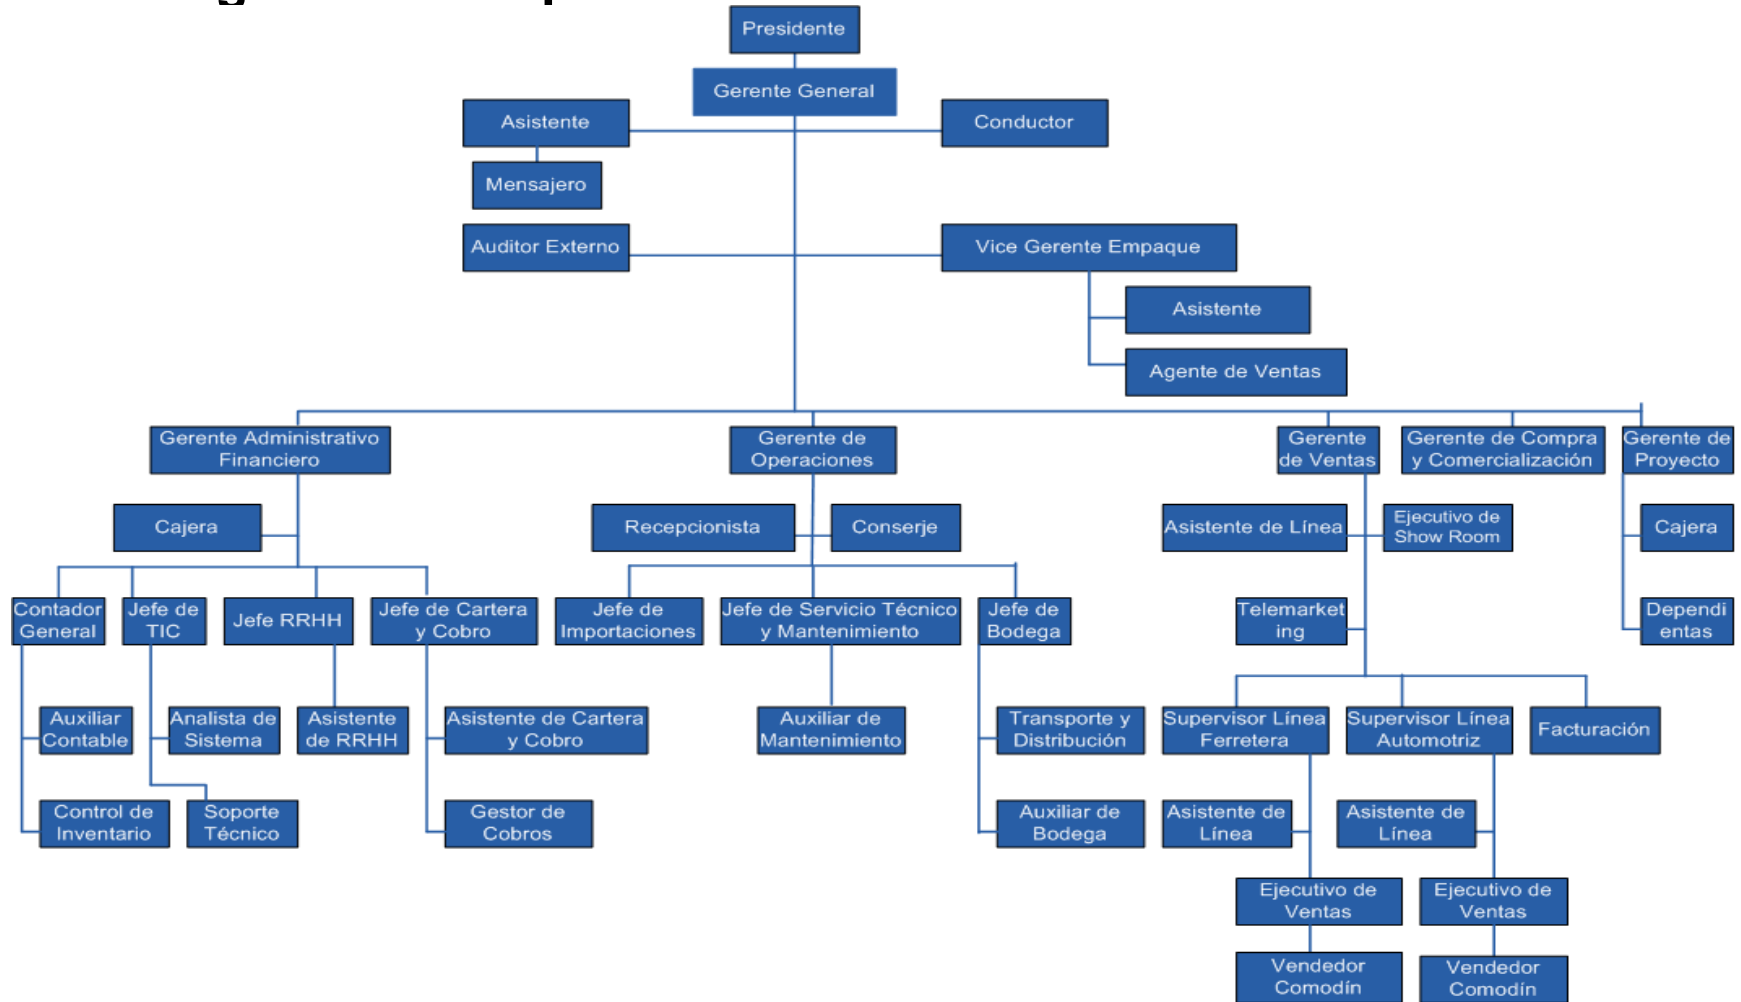 Presidente
Gerente General
Asistente
Conductor
Mensajero
Auditor Externo
Vice Gerente Empaque
Asistente
Agente de Ventas
Gerente Administrativo
Financiero
Gerente de
Operaciones
Gerente
de Ventas
Gerente de Compra
y Comercialización
Gerente de
Proyecto
Cajera
Recepcionista
Conserje
Asistente de Línea
Ejecutivo de
Show Room
Cajera
Contador
General
Jefe de
TIC
Jefe RRHH
Jefe de Cartera
y Cobro
Jefe de
Importaciones
Jefe de Servicio Técnico
y Mantenimiento
Jefe de
Bodega
Telemarket
ing
Dependi
entas
Auxiliar
Contable
Analista de
Sistema
Asistente
de RRHH
Asistente de Cartera
y Cobro
Auxiliar de
Mantenimiento
Transporte y
Distribución
Supervisor Línea
Ferretera
Supervisor Línea
Automotriz
Facturación
Control de
Inventario
Soporte
Técnico
Gestor de
Cobros
Auxiliar de
Bodega
Asistente de
Línea
Asistente de
Línea
Ejecutivo de
Ventas
Ejecutivo de
Ventas
Vendedor
Comodín
Vendedor
Comodín